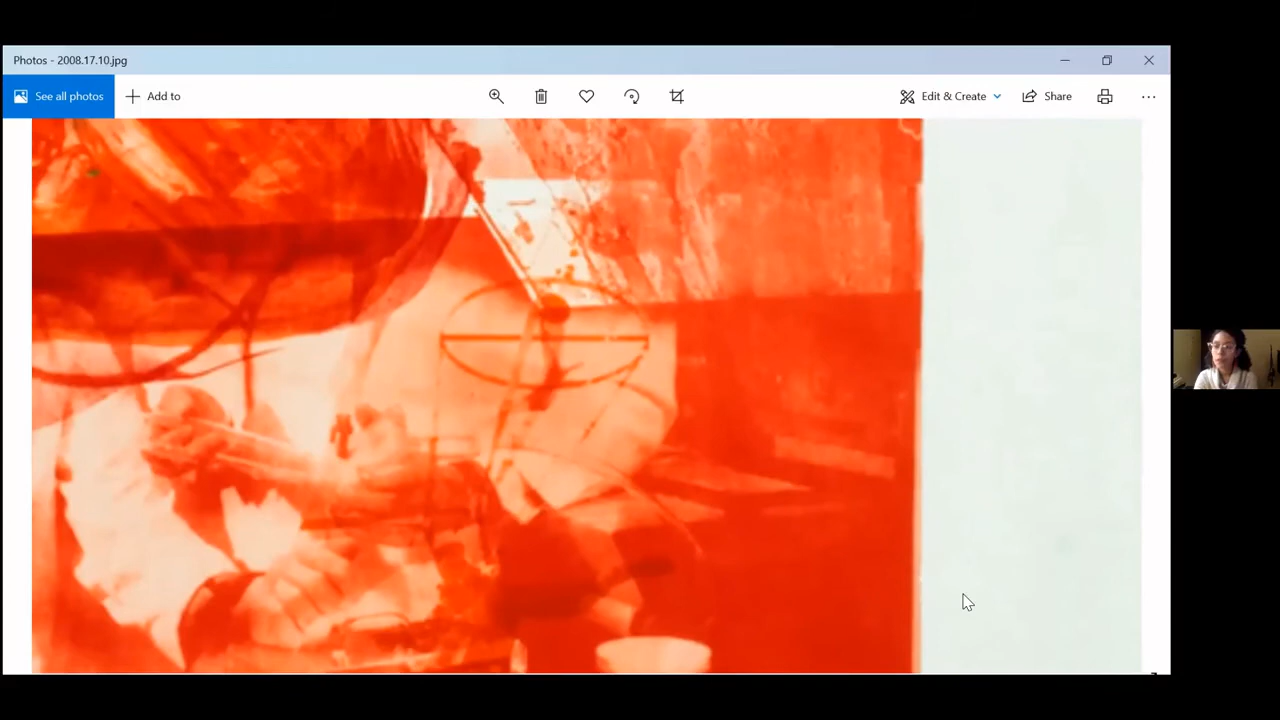 Photos - 2008.17.10.jpg
See all photos
Add to
Edit & Create
Share